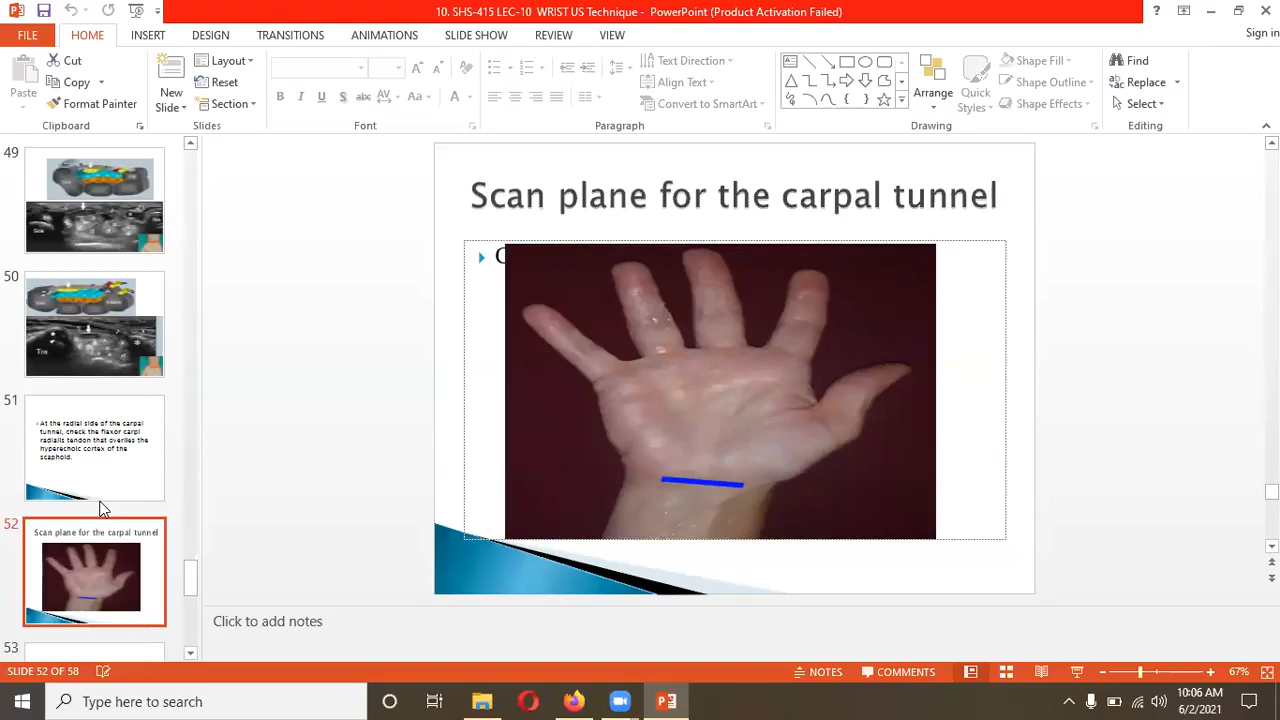 10. SHS-415 LEC-10 WRIST US Technique - PowerPoint (Product Activation Failed)
FILE HOME INSERT DESIGN TRANSITIONS ANIMATIONS SLIDE SHOW REVIEW VIEW Sign in
Paste
Cut
Copy
Format Painter
Clipboard
New
Slide
Layout
Reset
Section
Slides
B I U S abc AV Aa A
Font
Text Direction
Align Text
Convert to SmartArt
Paragraph
Arrange
Quick
Styles
Shape Fill
Shape Outline
Shape Effects
Drawing
Find
Replace
Select
Editing
49
50
51
At the radial side of the carpal
tunnel, check the flexor carpi
radialis tendon that overlies the
hyperechoic cortex of the
scaphoid.
52
Scan plane for the carpal tunnel
53
Scan plane for the carpal tunnel
Click to add notes
SLIDE 52 OF 58
NOTES
COMMENTS
67%
Type here to search
10:06 AM
6/2/2021